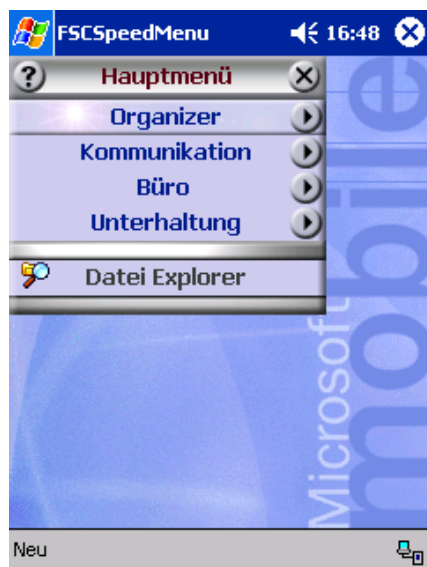 FSCSpeedMenu 16:48
? Hauptmenü
Organizer
Kommunikation
Büro
Unterhaltung
Datei Explorer
Microsoft
mobile
Neu